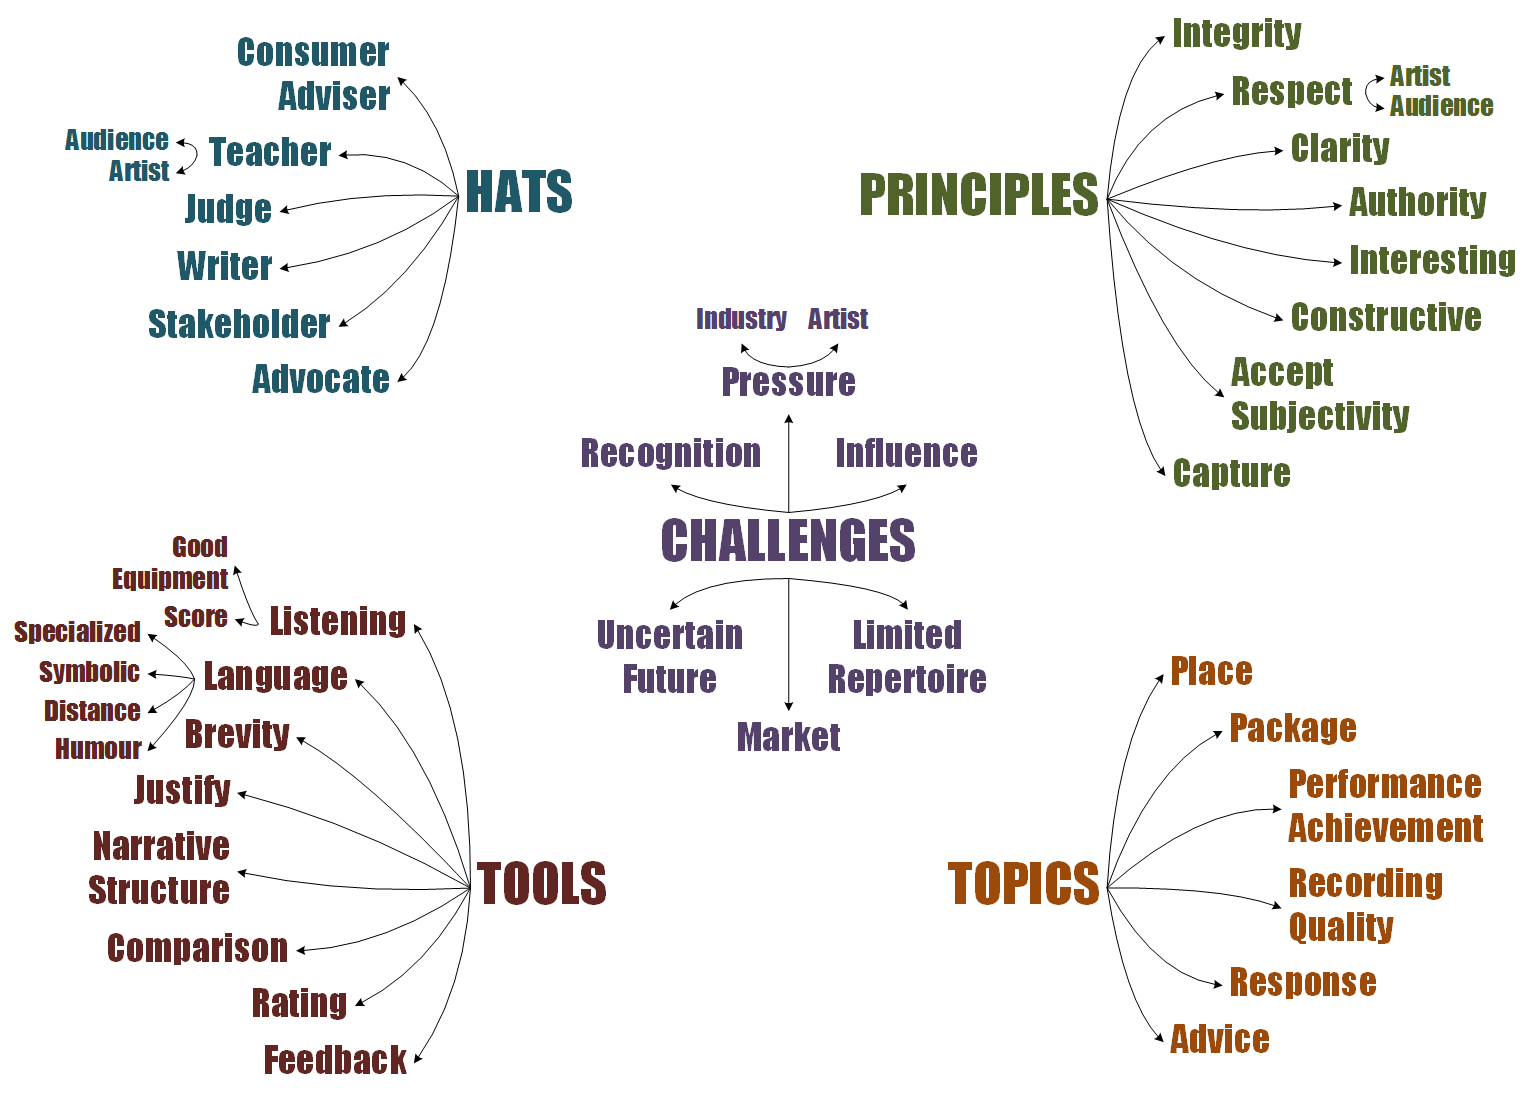 HATS
Consumer
Adviser
Teacher
Audience
Artist
Judge
Writer
Stakeholder
Advocate
PRINCIPLES
Integrity
Respect
Artist
Audience
Clarity
Authority
Interesting
Constructive
Accept
Subjectivity
Capture
CHALLENGES
Industry Artist
Pressure
Recognition
Influence
Uncertain
Future
Limited
Repertoire
Market
TOOLS
Listening
Good
Equipment
Score
Language
Specialized
Symbolic
Distance
Humour
Brevity
Justify
Narrative
Structure
Comparison
Rating
Feedback
TOPICS
Place
Package
Performance
Achievement
Recording
Quality
Response
Advice